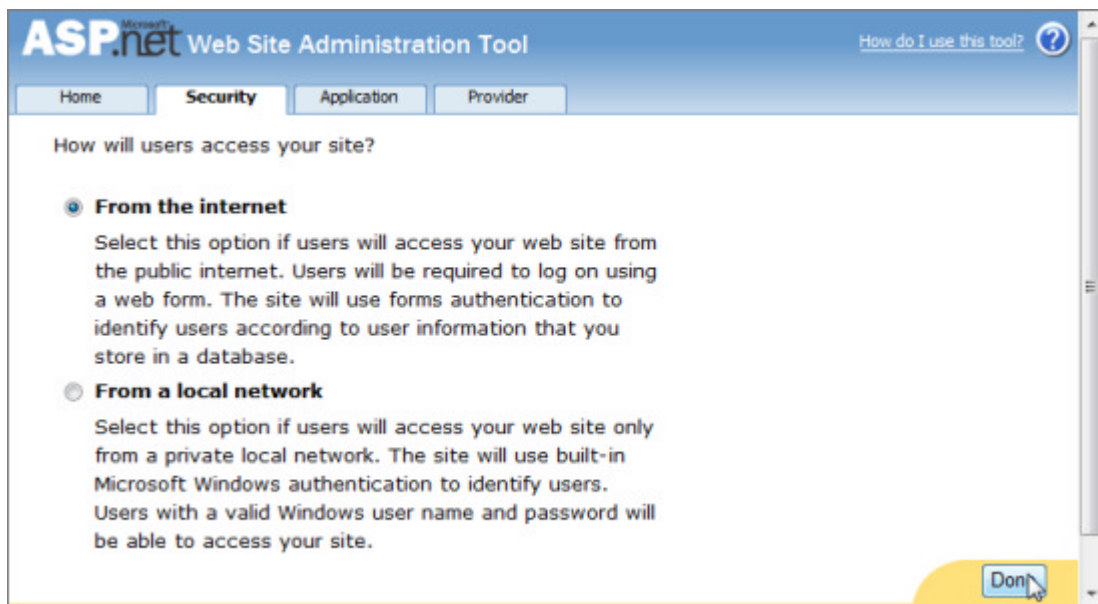 ASP.net Microsoft Web Site Administration Tool How do I use this tool? ?
Home Security Application Provider
How will users access your site?
From the internet
Select this option if users will access your web site from
the public internet. Users will be required to log on using
a web form. The site will use forms authentication to
identify users according to user information that you
store in a database.
From a local network
Select this option if users will access your web site only
from a private local network. The site will use built-in
Microsoft Windows authentication to identify users.
Users with a valid Windows user name and password will
be able to access your site.
Don